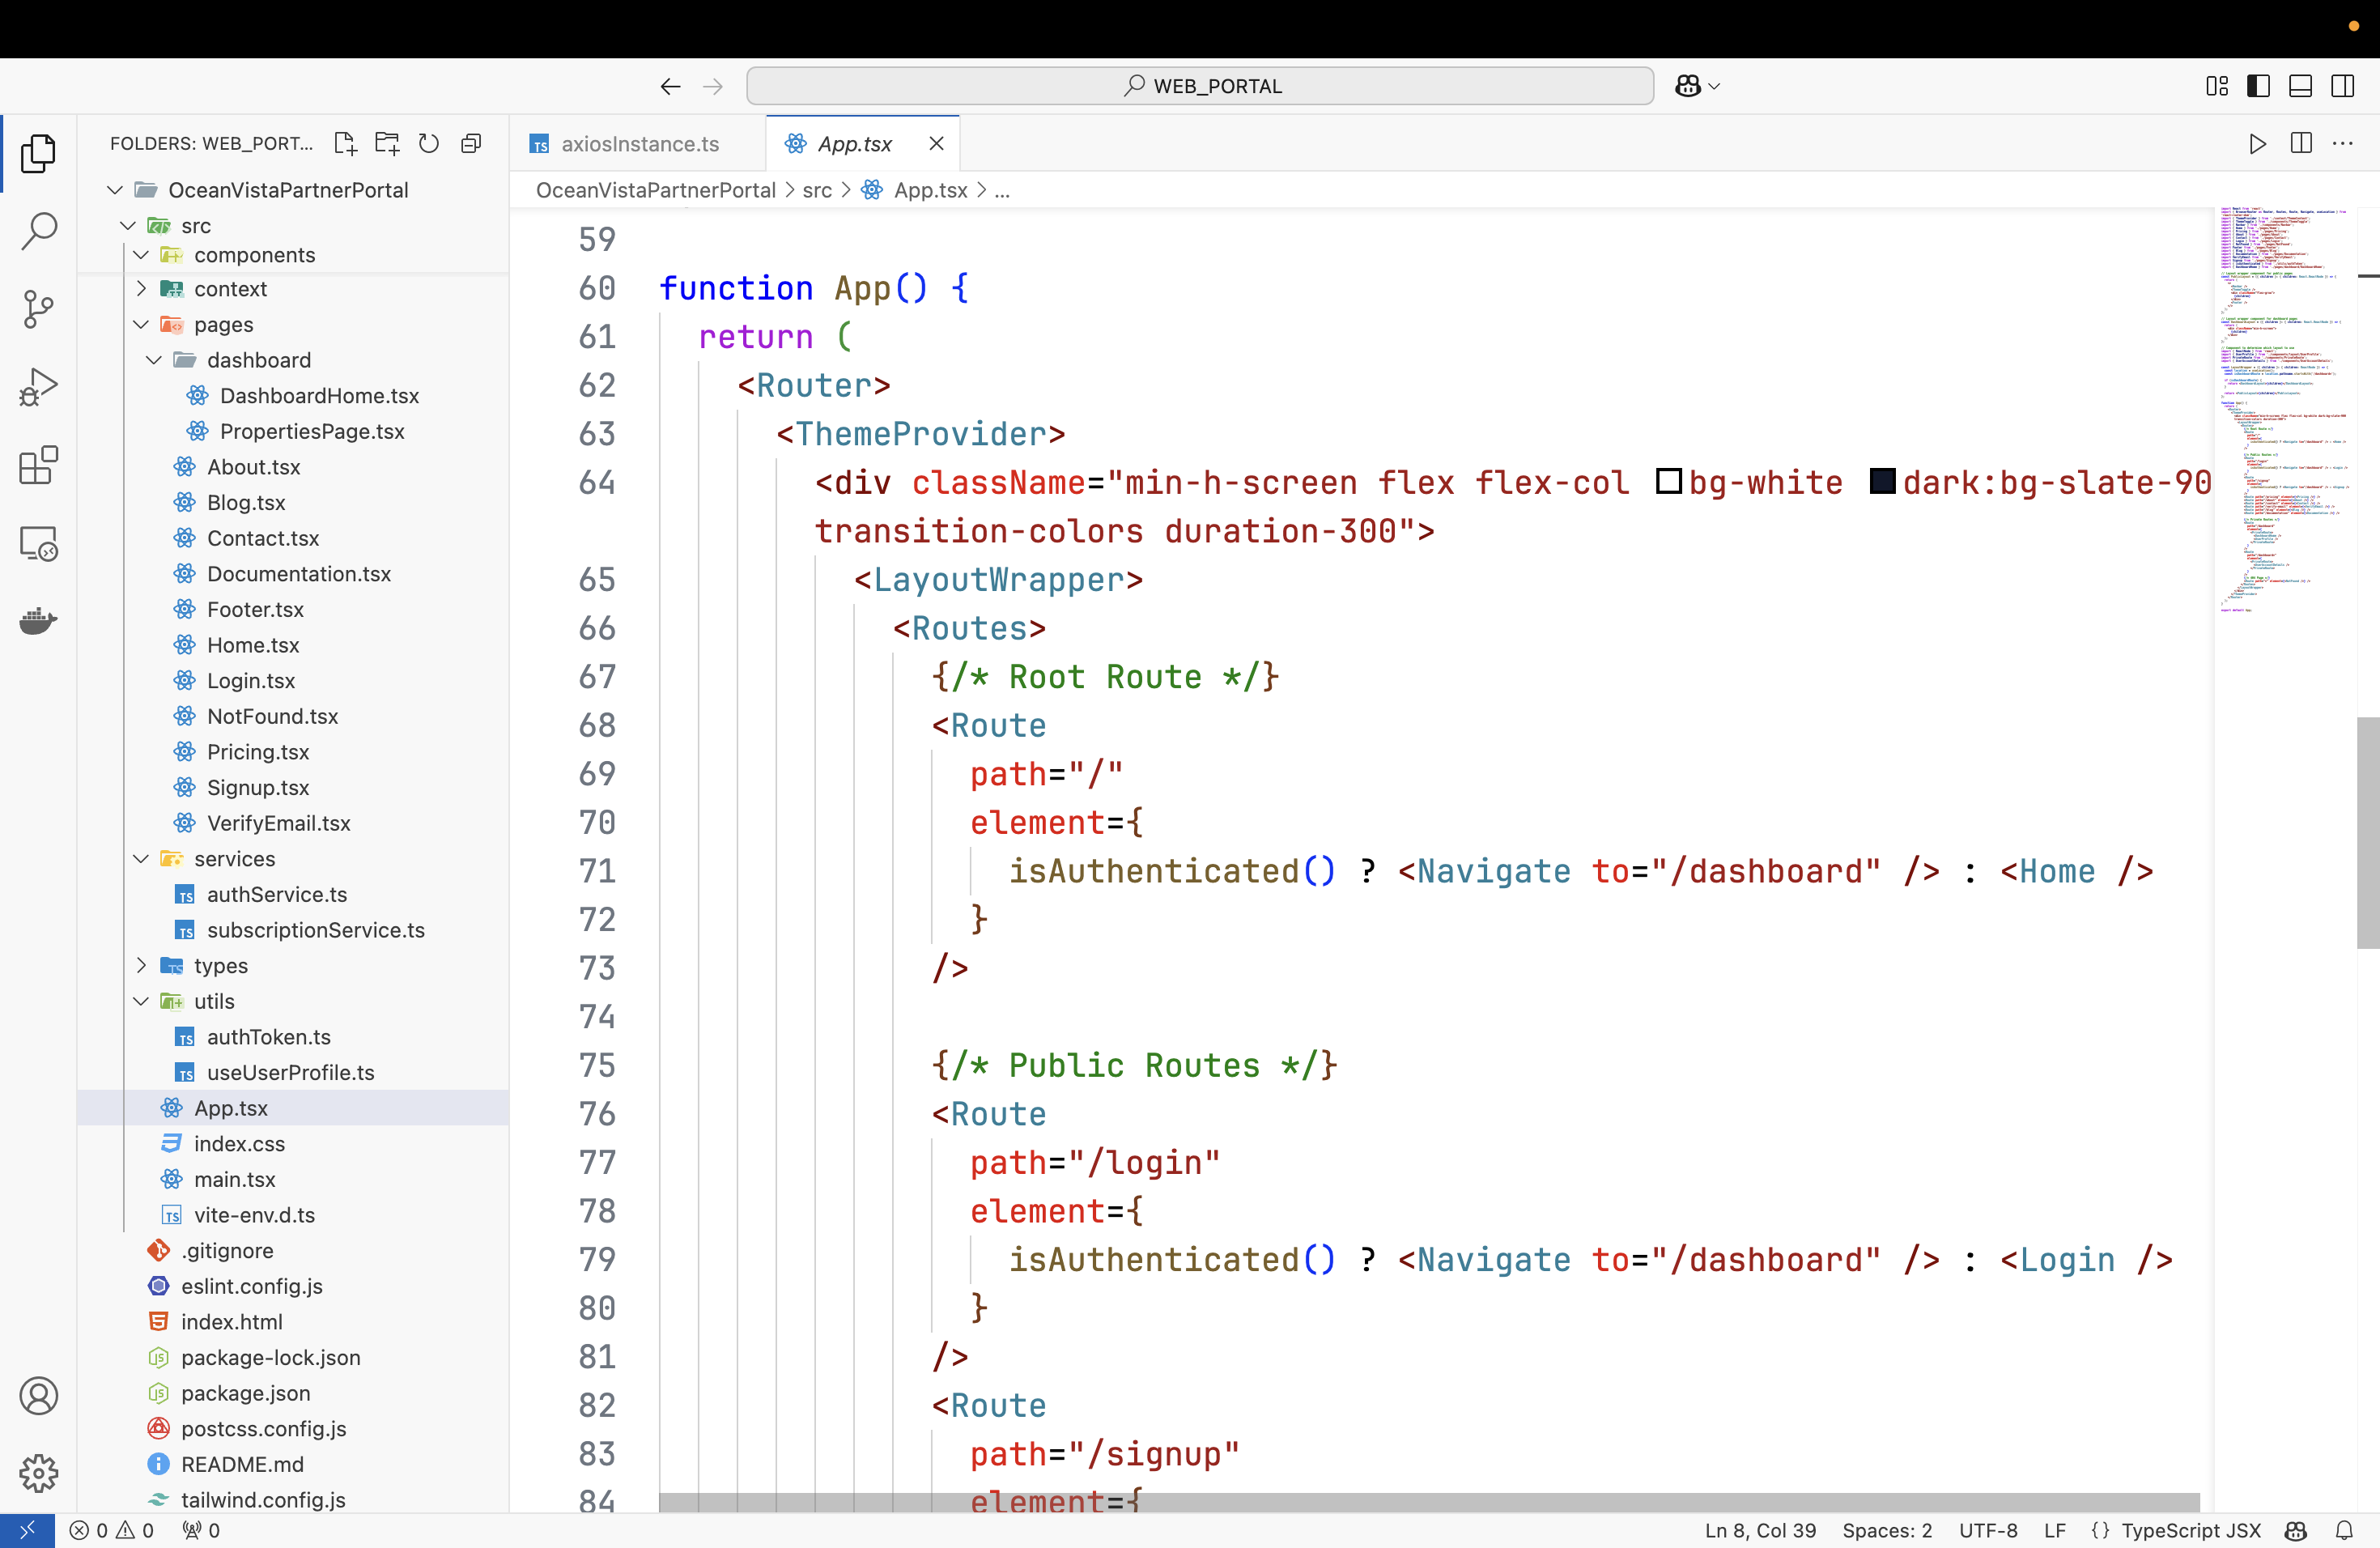 WEB_PORTAL
FOLDERS: WEB_PORT...
OceanVistaPartnerPortal
src
components
context
pages
dashboard
DashboardHome.tsx
PropertiesPage.tsx
About.tsx
Blog.tsx
Contact.tsx
Documentation.tsx
Footer.tsx
Home.tsx
Login.tsx
NotFound.tsx
Pricing.tsx
Signup.tsx
VerifyEmail.tsx
services
authService.ts
subscriptionService.ts
types
utils
authToken.ts
useUserProfile.ts
App.tsx
index.css
main.tsx
vite-env.d.ts
.gitignore
eslint.config.js
index.html
package-lock.json
package.json
postcss.config.js
README.md
tailwind.config.js
axiosInstance.ts
App.tsx
OceanVistaPartnerPortal > src > App.tsx > ...
59
60 function App() {
61 return (
62 <Router>
63 <ThemeProvider>
64 <div className="min-h-screen flex flex-col bg-white dark:bg-slate-90
transition-colors duration-300">
65 <LayoutWrapper>
66 <Routes>
67 {/* Root Route */}
68 <Route
69 path="/"
70 element={
71 isAuthenticated() ? <Navigate to="/dashboard" /> : <Home />
72 }
73 />
74
75 {/* Public Routes */}
76 <Route
77 path="/login"
78 element={
79 isAuthenticated() ? <Navigate to="/dashboard" /> : <Login />
80 }
81 />
82 <Route
83 path="/signup"
84 element={
0 0 0
Ln 8, Col 39 Spaces: 2 UTF-8 LF {} TypeScript JSX